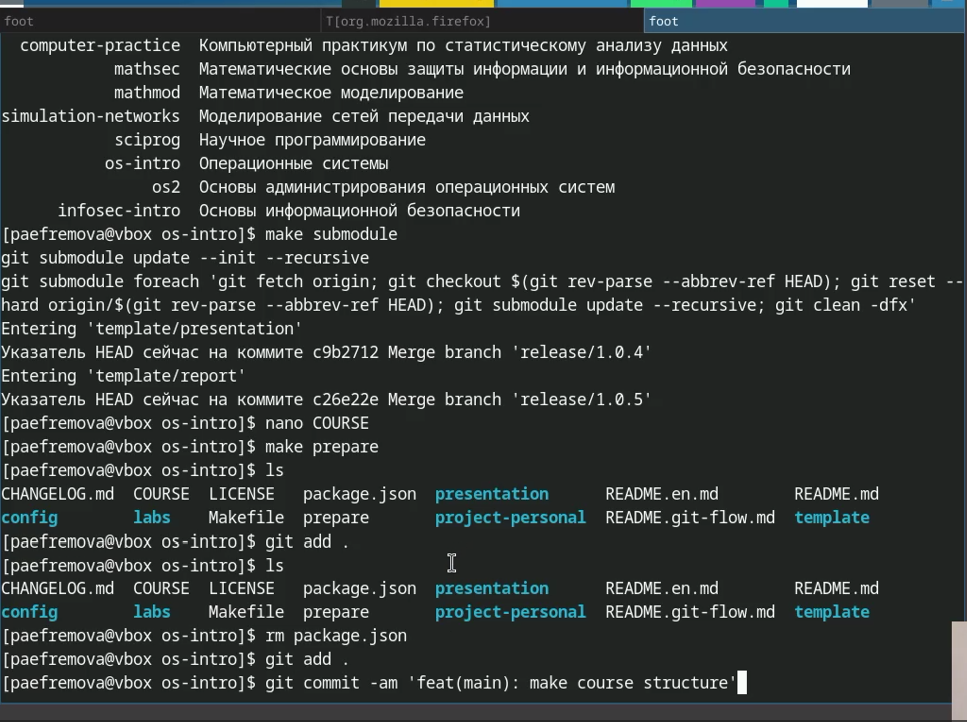 foot
T[org.mozilla.firefox]
foot
computer-practice Компьютерный практикум по статистическому анализу данных
mathsec Математические основы защиты информации и информационной безопасности
mathmod Математическое моделирование
simulation-networks Моделирование сетей передачи данных
sciprog Научное программирование
os-intro Операционные системы
os2 Основы администрирования операционных систем
infosec-intro Основы информационной безопасности
[paefremova@vbox os-intro]$ make submodule
git submodule update --init --recursive
git submodule foreach 'git fetch origin; git checkout $(git rev-parse --abbrev-ref HEAD); git reset --
hard origin/$(git rev-parse --abbrev-ref HEAD); git submodule update --recursive; git clean -dfx'
Entering 'template/presentation'
Указатель HEAD сейчас на коммите c9b2712 Merge branch 'release/1.0.4'
Entering 'template/report'
Указатель HEAD сейчас на коммите c26e22e Merge branch 'release/1.0.5'
[paefremova@vbox os-intro]$ nano COURSE
[paefremova@vbox os-intro]$ make prepare
[paefremova@vbox os-intro]$ ls
CHANGELOG.md COURSE LICENSE package.json presentation README.en.md README.md
config labs Makefile prepare project-personal README.git-flow.md template
[paefremova@vbox os-intro]$ git add .
[paefremova@vbox os-intro]$ ls
CHANGELOG.md COURSE LICENSE package.json presentation README.en.md README.md
config labs Makefile prepare project-personal README.git-flow.md template
[paefremova@vbox os-intro]$ rm package.json
[paefremova@vbox os-intro]$ git add .
[paefremova@vbox os-intro]$ git commit -am 'feat(main): make course structure'